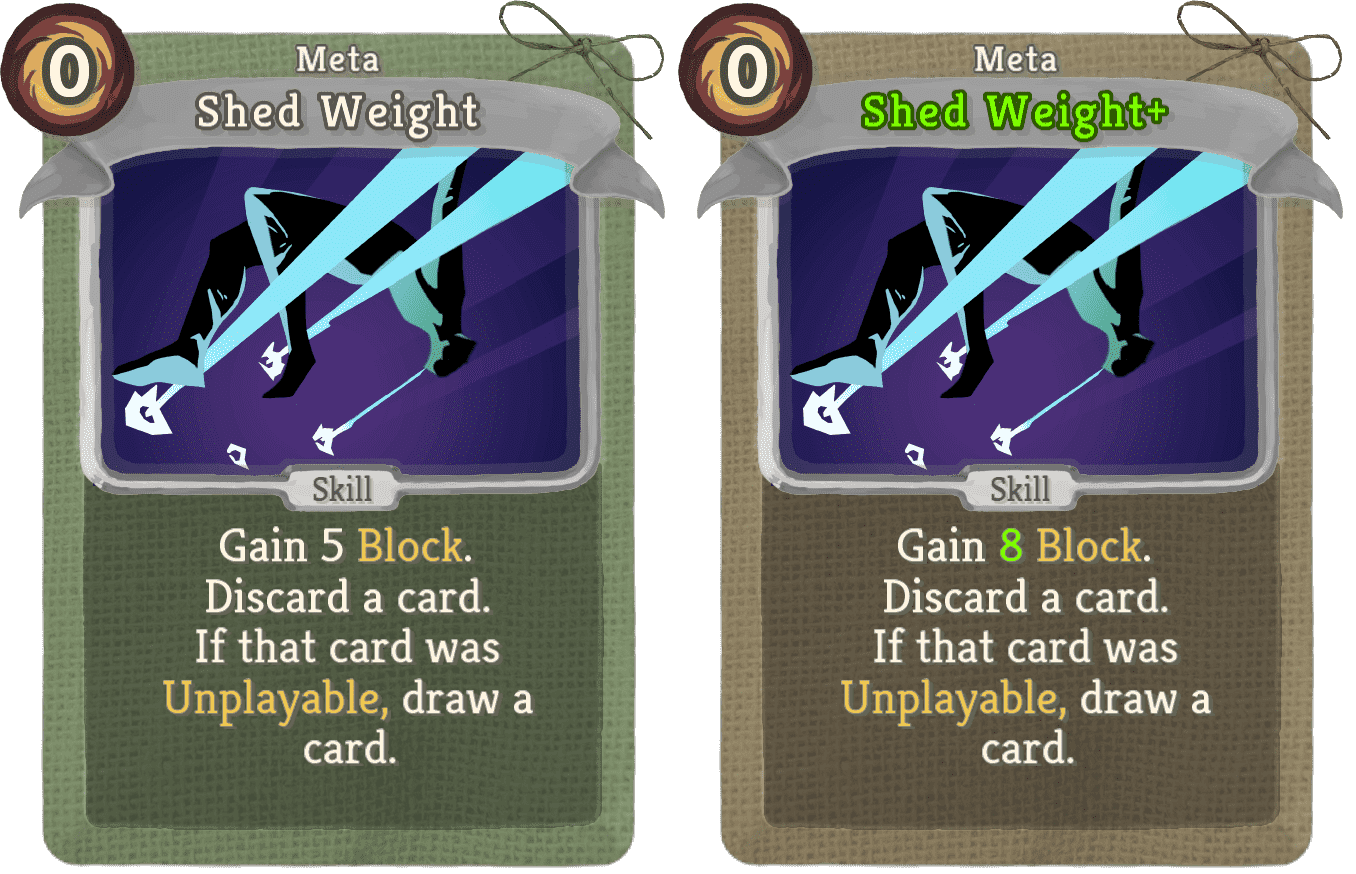 0
Meta
Shed Weight
Skill
Gain 5 Block.
Discard a card.
If that card was
Unplayable, draw a
card.
0
Meta
Shed Weight+
Skill
Gain 8 Block.
Discard a card.
If that card was
Unplayable, draw a
card.